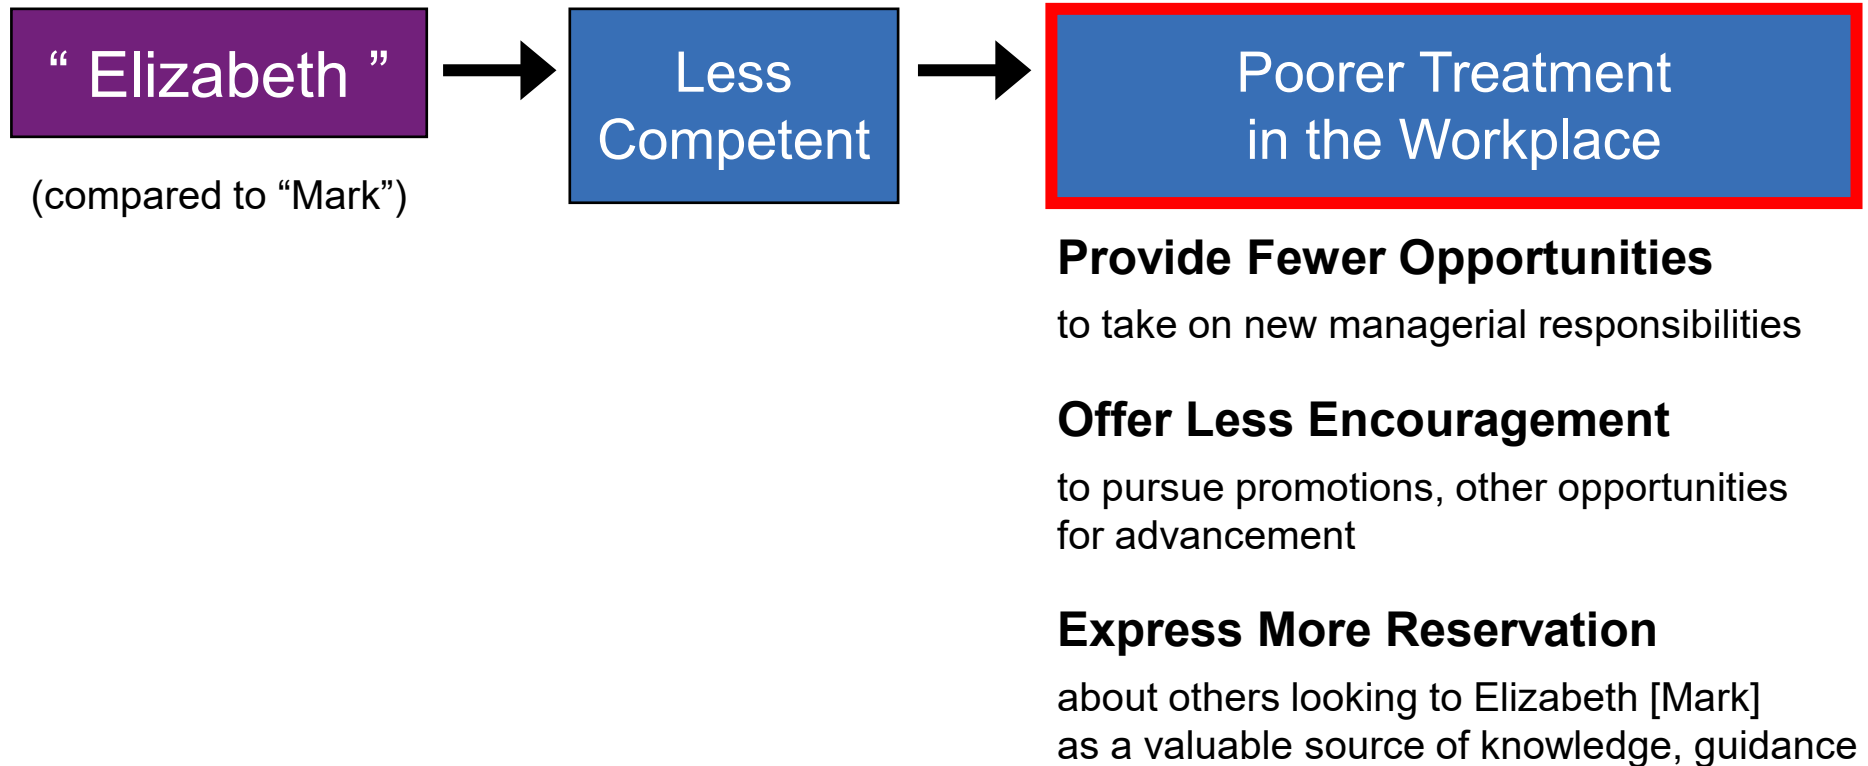 “ Elizabeth ”
(compared to “Mark”)
Less
Competent
Poorer Treatment
in the Workplace
Provide Fewer Opportunities
to take on new managerial responsibilities
Offer Less Encouragement
to pursue promotions, other opportunities
for advancement
Express More Reservation
about others looking to Elizabeth [Mark]
as a valuable source of knowledge, guidance